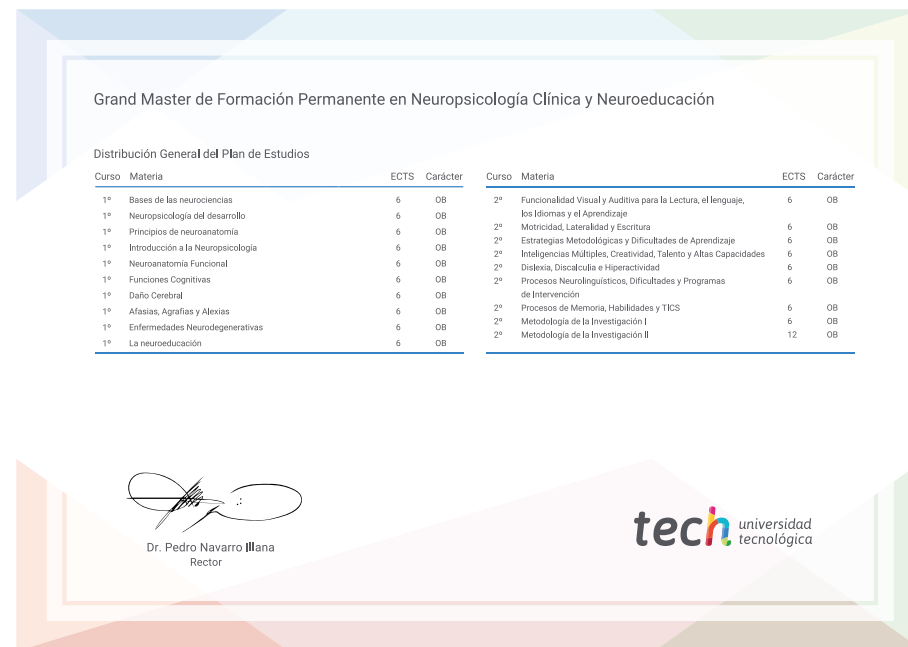 Grand Master de Formación Permanente en Neuropsicología Clínica y Neuroeducación
Distribución General del Plan de Estudios
Curso Materia ECTS Carácter
1º Bases de las neurociencias 6 OB
1º Neuropsicología del desarrollo 6 OB
1º Principios de neuroanatomía 6 OB
1º Introducción a la Neuropsicología 6 OB
1º Neuroanatomía Funcional 6 OB
1º Funciones Cognitivas 6 OB
1º Daño Cerebral 6 OB
1º Afasias, Agrafias y Alexias 6 OB
1º Enfermedades Neurodegenerativas 6 OB
1º La neuroeducación 6 OB
Curso Materia ECTS Carácter
2º Funcionalidad Visual y Auditiva para la Lectura, el lenguaje, 6 OB
los Idiomas y el Aprendizaje
2º Motricidad, Lateralidad y Escritura 6 OB
2º Estrategias Metodológicas y Dificultades de Aprendizaje 6 OB
2º Inteligencias Múltiples, Creatividad, Talento y Altas Capacidades 6 OB
2º Dislexia, Discalculia e Hiperactividad 6 OB
2º Procesos Neurolinguísticos, Dificultades y Programas 6 OB
de Intervención
2º Procesos de Memoria, Habilidades y TICS 6 OB
2º Metodología de la Investigación I 6 OB
2º Metodología de la Investigación II 12 OB
Dr. Pedro Navarro Illana
Rector
tech universidad
tecnológica